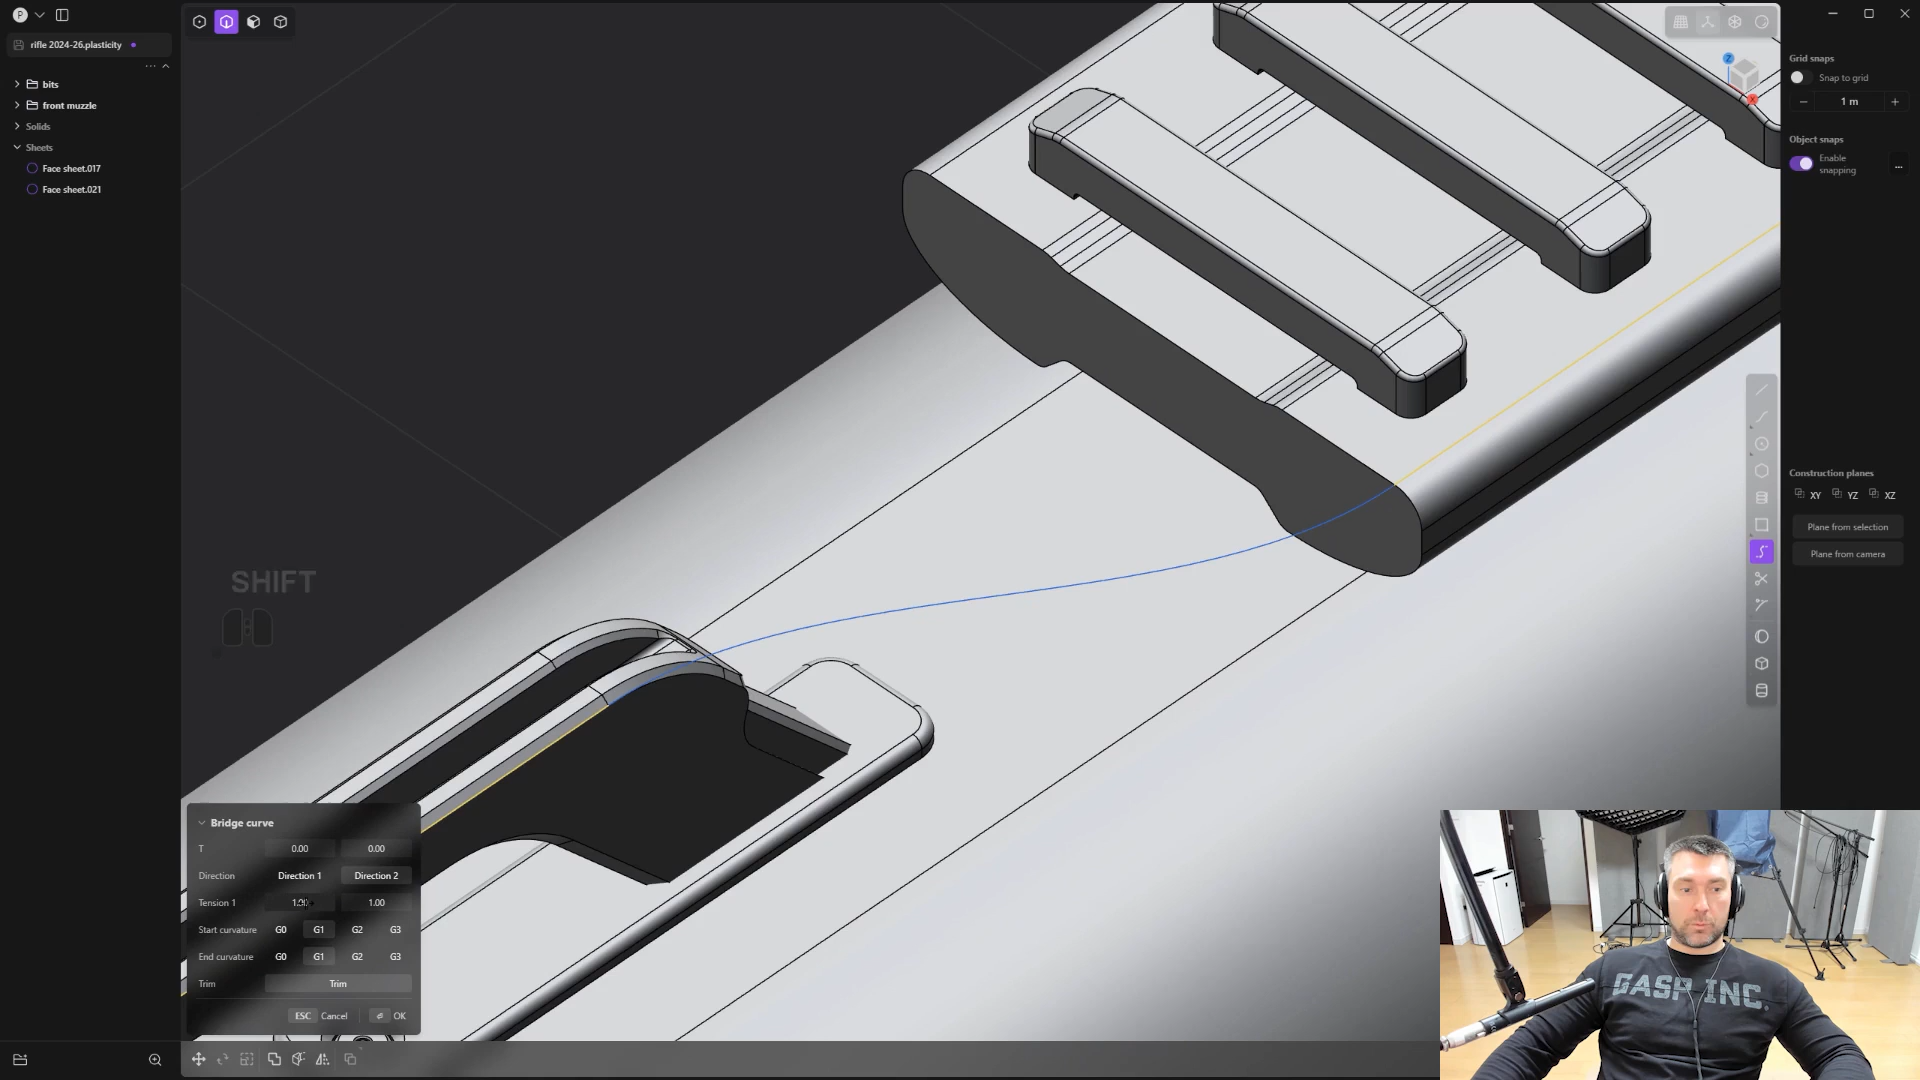 P
rifle 2024-26.plasticity
bits
front muzzle
Solids
Sheets
Face sheet.017
Face sheet.021
Z
X
Grid snaps
Snap to grid
1 m
Object snaps
Enable
snapping
Construction planes
XY YZ XZ
Plane from selection
Plane from camera
SHIFT
Bridge curve
T 0.00 0.00
Direction Direction 1 Direction 2
Tension 1 1.00 1.00
Start curvature G0 G1 G2 G3
End curvature G0 G1 G2 G3
Trim Trim
ESC Cancel OK
GASP INC.